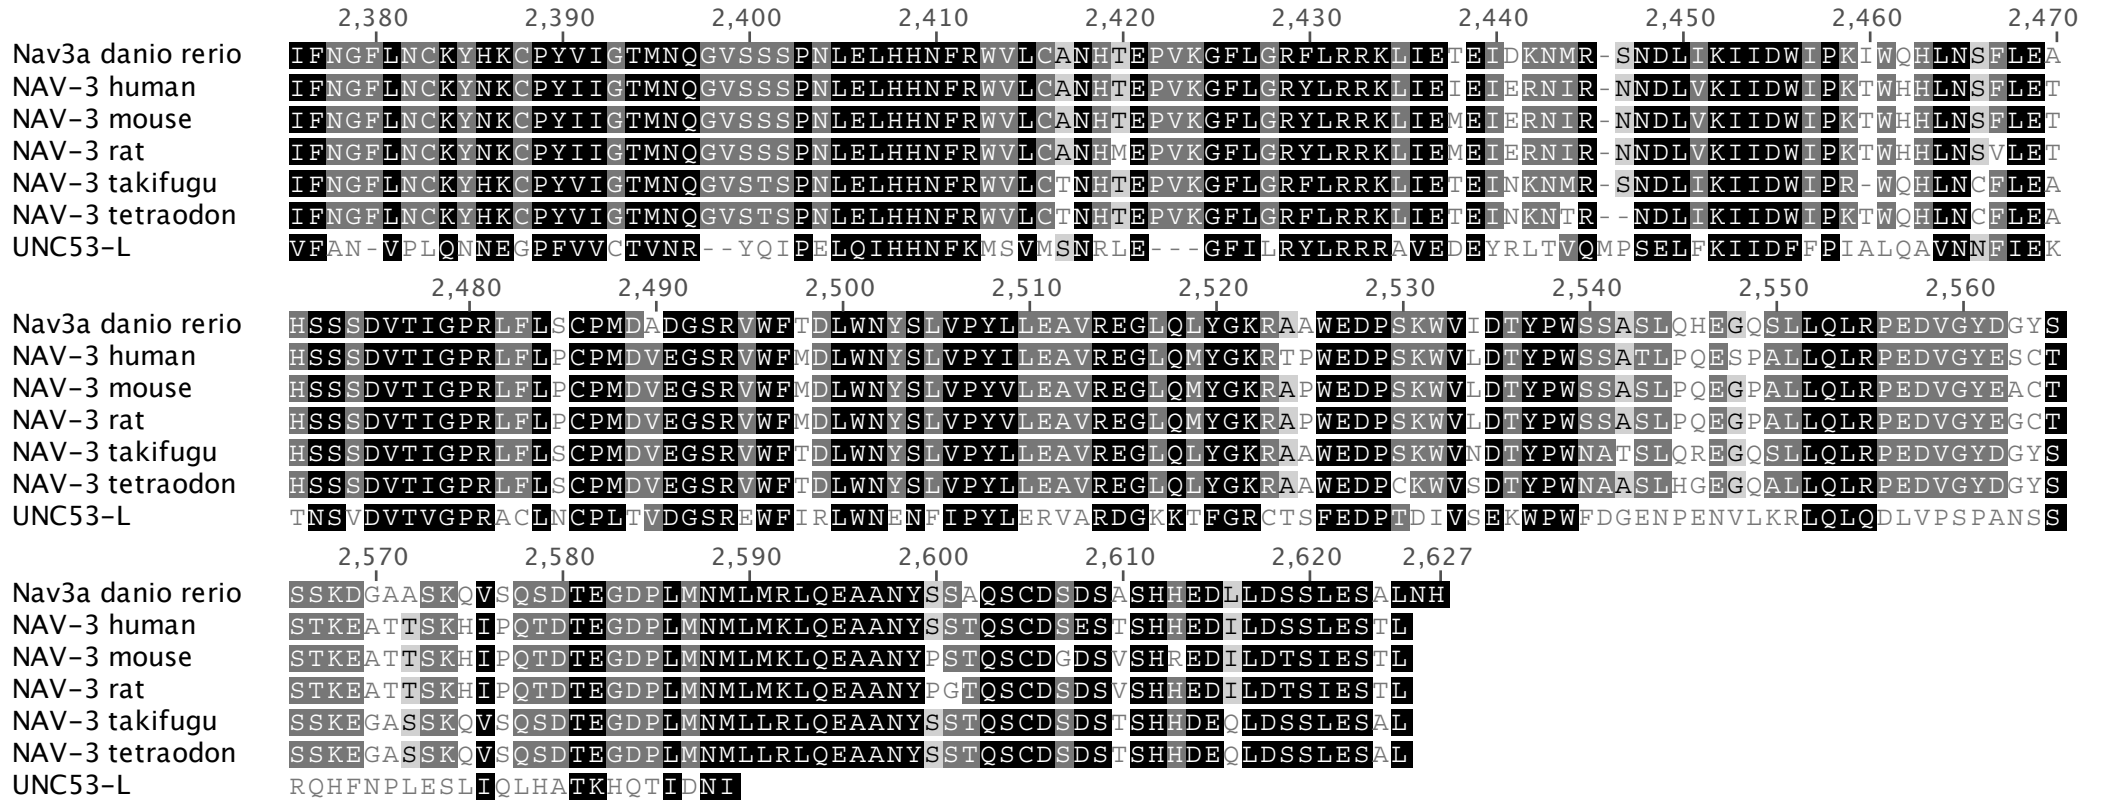 2,380 2,390 2,400 2,410 2,420 2,430 2,440 2,450 2,460 2,470
Nav3a danio rerio IFNGFLNCKYHKCPYVIGTMNQGVSSSPNLELHHNFRWVLCANHTEPVKGFLGRFLRRKLIETEIDKNMR-SNDLIKIIDWIPKIWQHLNSFLEA
NAV-3 human IFNGFLNCKYNKCPYIIGTMNQGVSSSPNLELHHNFRWVLCANHTEPVKGFLGRYLRRKLIEIEIERNIR-NNDLVKIIDWIPKTWHHLNSFLET
NAV-3 mouse IFNGFLNCKYNKCPYIIGTMNQGVSSSPNLELHHNFRWVLCANHTEPVKGFLGRYLRRKLIEMEIERNIR-NNDLVKIIDWIPKTWHHLNSFLET
NAV-3 rat IFNGFLNCKYNKCPYIIGTMNQGVSSSPNLELHHNFRWVLCANHMEPVKGFLGRYLRRKLIEMEIERNIR-NNDLVKIIDWIPKTWHHLNSVLET
NAV-3 takifugu IFNGFLNCKYHKCPYVIGTMNQGVSTSPNLELHHNFRWVLCTNHTEPVKGFLGRFLRRKLIETEINKNMR-SNDLIKIIDWIPR-WQHLNCFLEA
NAV-3 tetraodon IFNGFLNCKYHKCPYVIGTMNQGVSTSPNLELHHNFRWVLCTNHTEPVKGFLGRFLRRKLIETEINKNTR--NDLIKIIDWIPKTWQHLNCFLEA
UNC53-L VFAN-VPLQNNEGPFVVCTVNR--YQIPELQIHHNFKMSVMSNRLE---GFILRYLRRRAVEDEYRLTVQMPSELFKIIDFFPIALQAVNNFIEK
2,480 2,490 2,500 2,510 2,520 2,530 2,540 2,550 2,560
Nav3a danio rerio HSSSDVTIGPRLFLSCPMDADGSRVWFTDLWNYSLVPYLLEAVREGLQLYGKRAAWEDPSKWVIDTYPWSSASLQHEGQSLLQLRPEDVGYDGYS
NAV-3 human HSSSDVTIGPRLFLPCPMDVEGSRVWFMDLWNYSLVPYILEAVREGLQMYGKRTPWEDPSKWVLDTYPWSSATLPQESPALLQLRPEDVGYESCT
NAV-3 mouse HSSSDVTIGPRLFLPCPMDVEGSRVWFMDLWNYSLVPYVLEAVREGLQMYGKRAPWEDPSKWVLDTYPWSSASLPQEGPALLQLRPEDVGYEACT
NAV-3 rat HSSSDVTIGPRLFLPCPMDVEGSRVWFMDLWNYSLVPYVLEAVREGLQMYGKRAPWEDPSKWVLDTYPWSSASLPQEGPALLQLRPEDVGYEGCT
NAV-3 takifugu HSSSDVTIGPRLFLSCPMDVEGSRVWFTDLWNYSLVPYLLEAVREGLQLYGKRAAWEDPSKWVNDTYPWNATSLQREGQSLLQLRPEDVGYDGYS
NAV-3 tetraodon HSSSDVTIGPRLFLSCPMDVEGSRVWFTDLWNYSLVPYLLEAVREGLQLYGKRAAWEDPCKWVSDTYPWNAASLHGEGQALLQLRPEDVGYDGYS
UNC53-L TNSVDVTVGPRACLNCPLTVDGSREWFIRLWNENFIPYLERVARDGKKTFGRCTSFEDPTDIVSEKWPWFDGENPENVLKRLQLQDLVPSPANSS
2,570 2,580 2,590 2,600 2,610 2,620 2,627
Nav3a danio rerio SSKDGAASKQVSQSDTEGDPLMNMLMRLQEAANYSSAQSCDSDSASHHEDLLDSSLESALNH
NAV-3 human STKEATTSKHIPQTDTEGDPLMNMLMKLQEAANYSSTQSCDSESTSHHEDILDSSLESTL
NAV-3 mouse STKEATTSKHIPQTDTEGDPLMNMLMKLQEAANYPSTQSCDGDSVSHREDILDTSIESTL
NAV-3 rat STKEATTSKHIPQTDTEGDPLMNMLMKLQEAANYPGTQSCDSDSVSHHEDILDTSIESTL
NAV-3 takifugu SSKEGASSKQVSQSDTEGDPLMNMLLRLQEAANYSSTQSCDSDSTSHHDEQLDSSLESAL
NAV-3 tetraodon SSKEGASSKQVSQSDTEGDPLMNMLLRLQEAANYSSTQSCDSDSTSHHDEQLDSSLESAL
UNC53-L RQHFNPLESLIQLHATKHQTIDNI